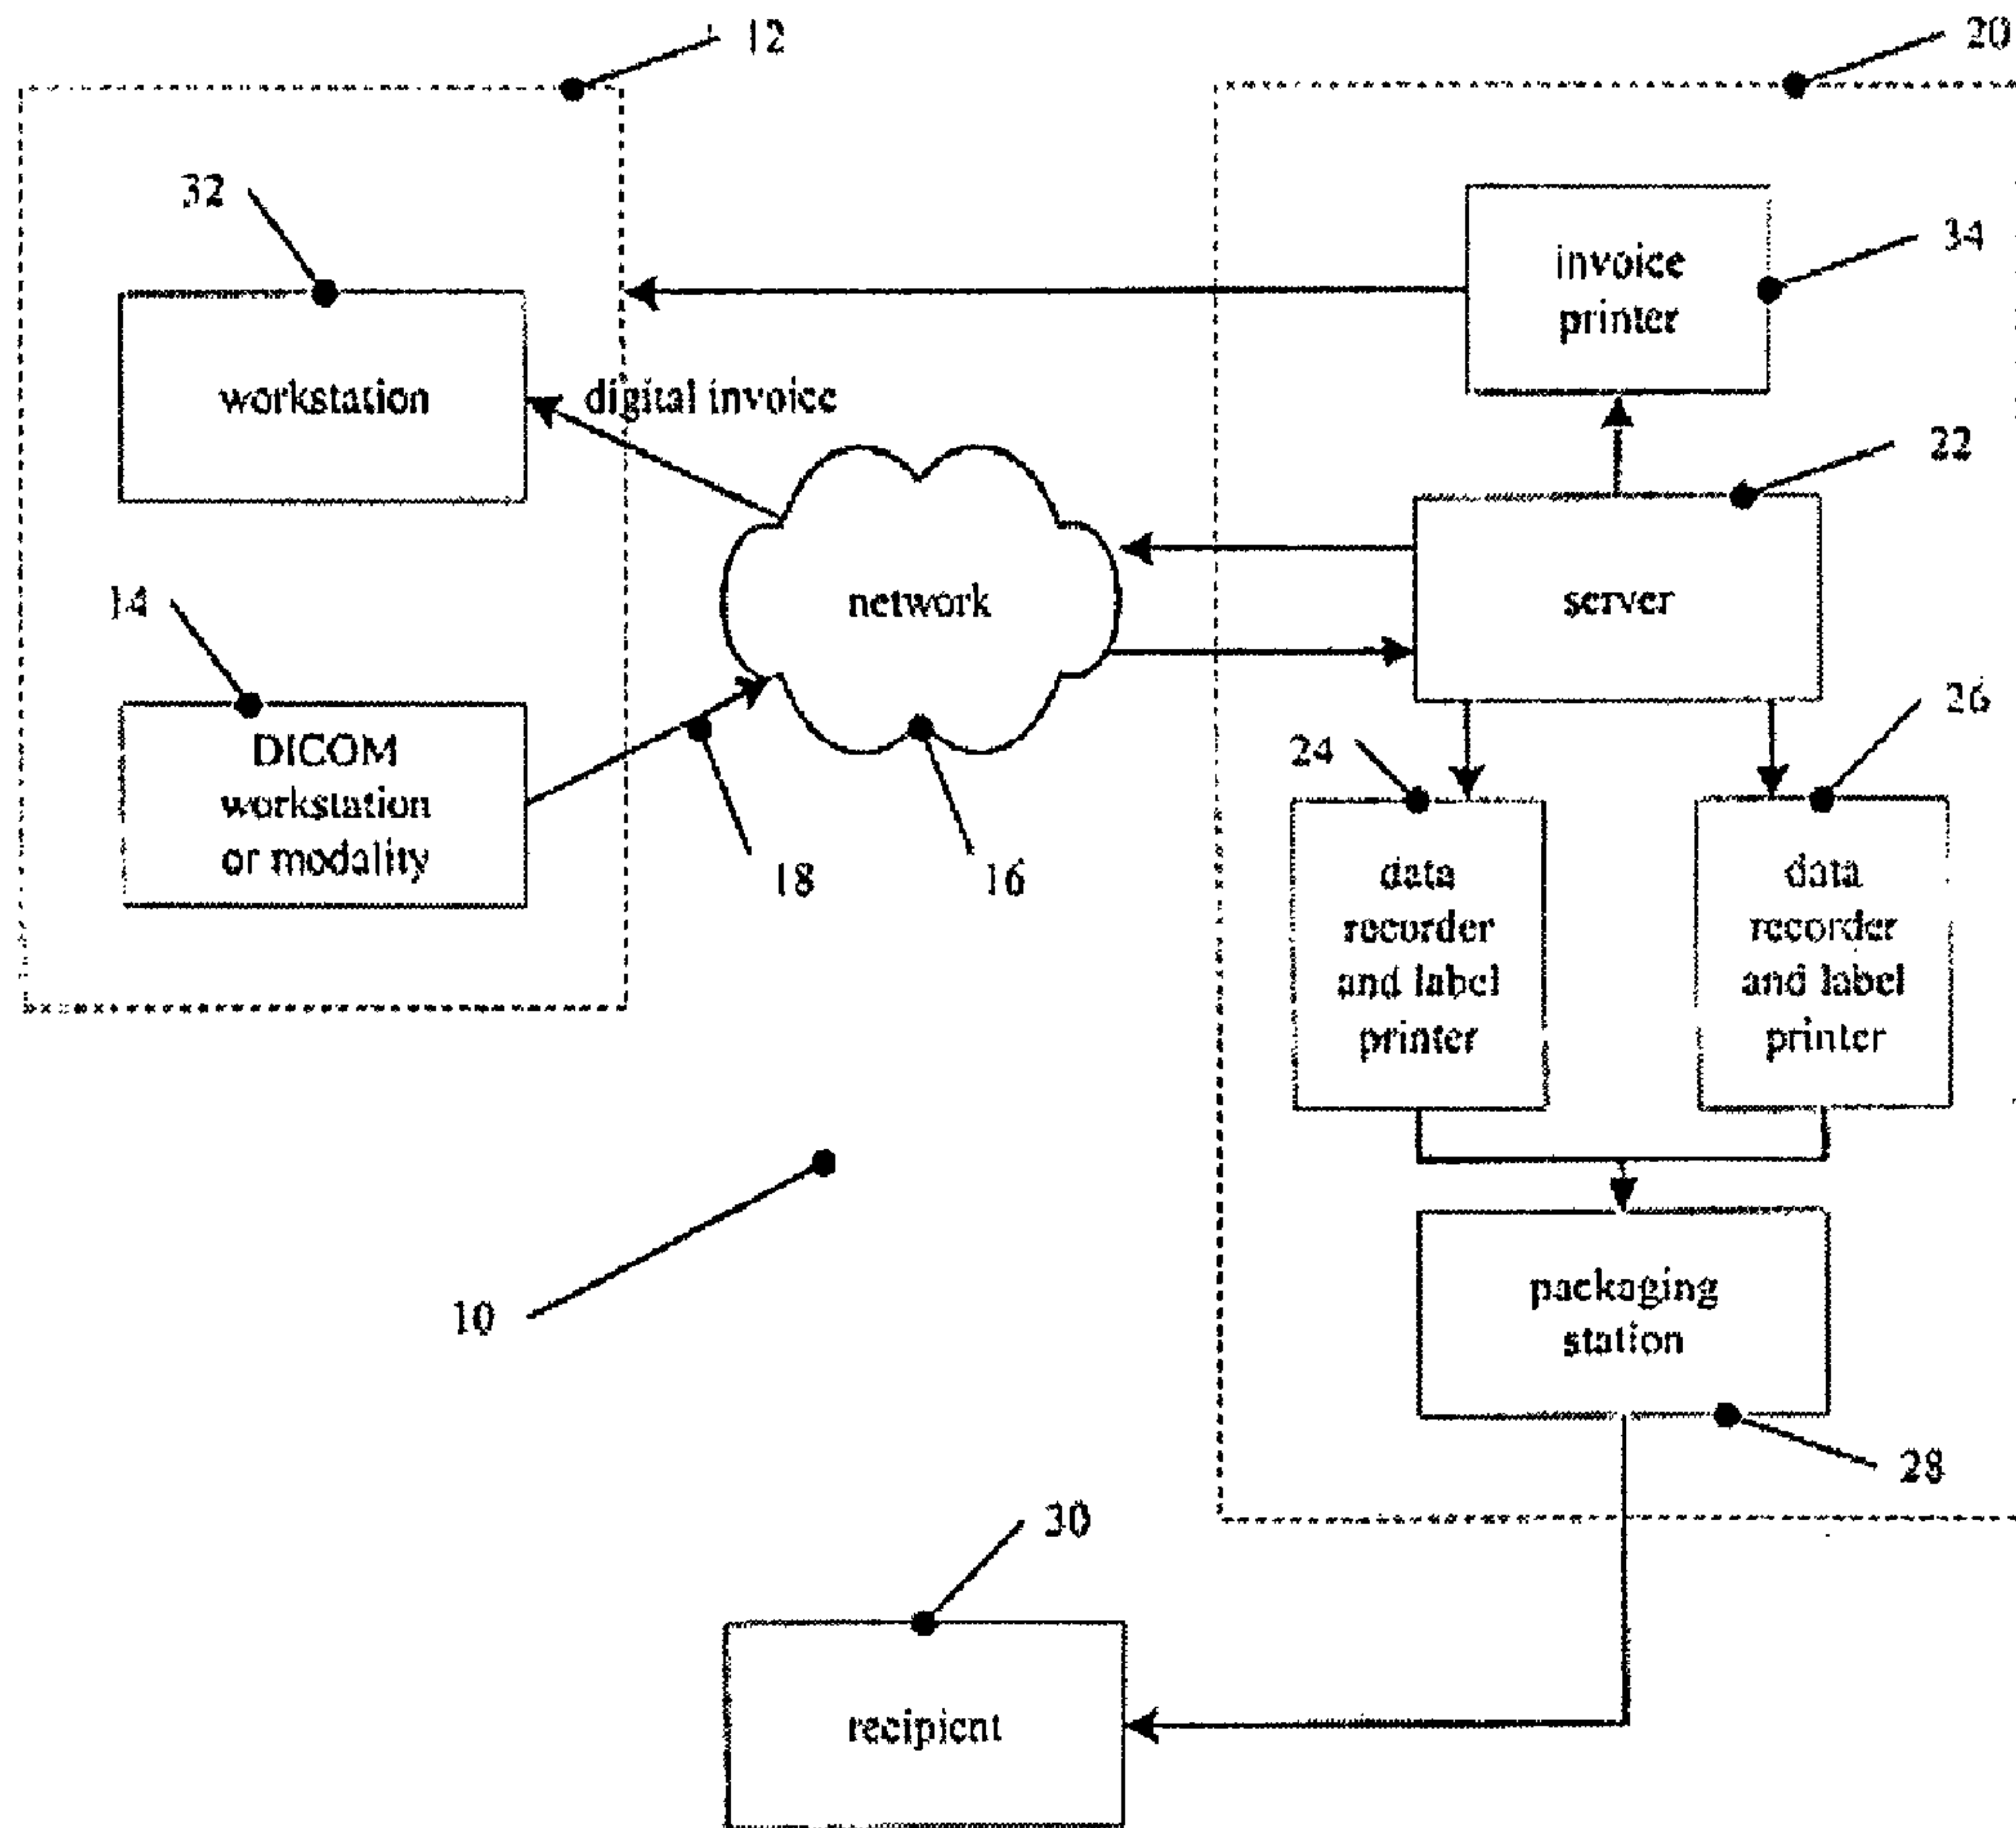 12
20
32
34
invoice
printer
workstation
digital invoice
22
14
network
server
DICOM
workstation
or modality
24
26
18
16
data
recorder
and label
printer
data
recorder
and label
printer
10
packaging
station
28
30
recipient